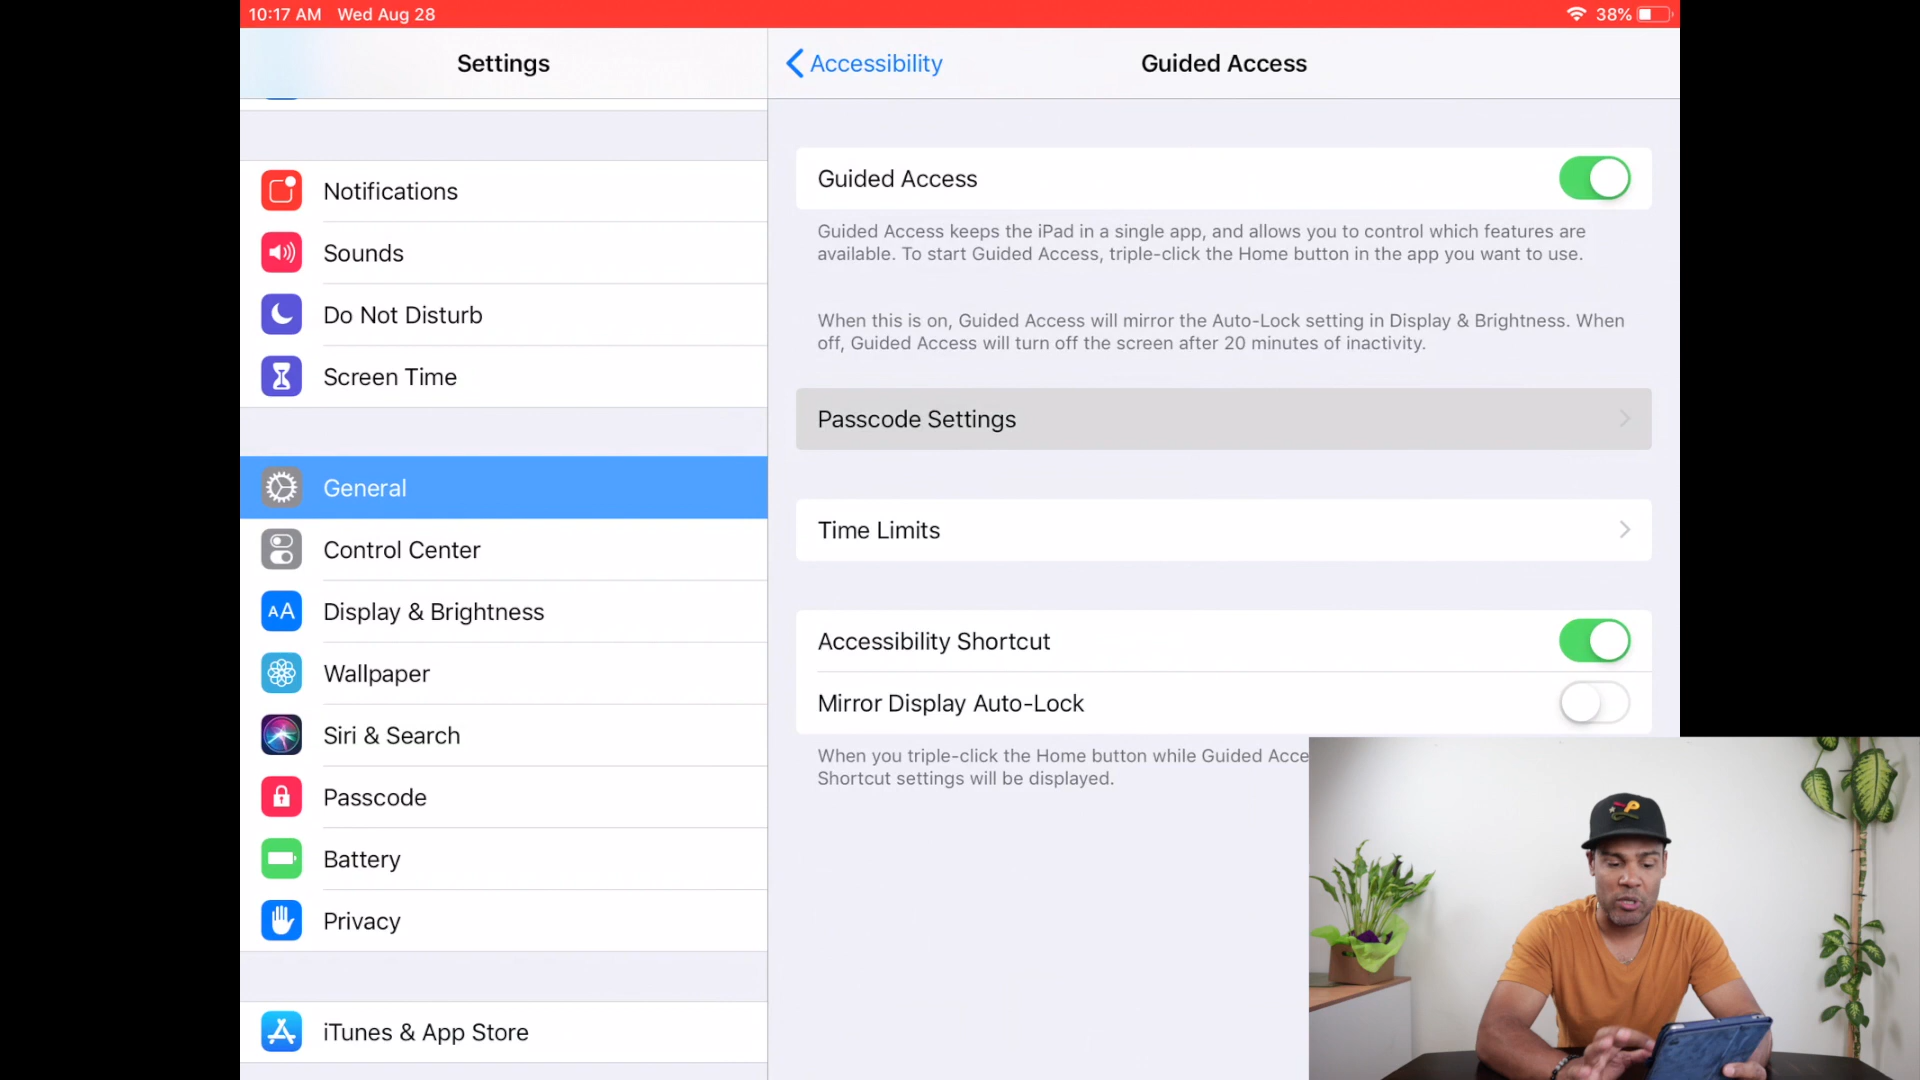 10:17 AM Wed Aug 28
38%
Settings
Notifications
Sounds
Do Not Disturb
Screen Time
General
Control Center
AA
Display & Brightness
Wallpaper
Siri & Search
Passcode
Battery
Privacy
iTunes & App Store
Accessibility
Guided Access
Guided Access
Guided Access keeps the iPad in a single app, and allows you to control which features are
available. To start Guided Access, triple-click the Home button in the app you want to use.
When this is on, Guided Access will mirror the Auto-Lock setting in Display & Brightness. When
off, Guided Access will turn off the screen after 20 minutes of inactivity.
Passcode Settings
Time Limits
Accessibility Shortcut
Mirror Display Auto-Lock
When you triple-click the Home button while Guided Acce
Shortcut settings will be displayed.
P